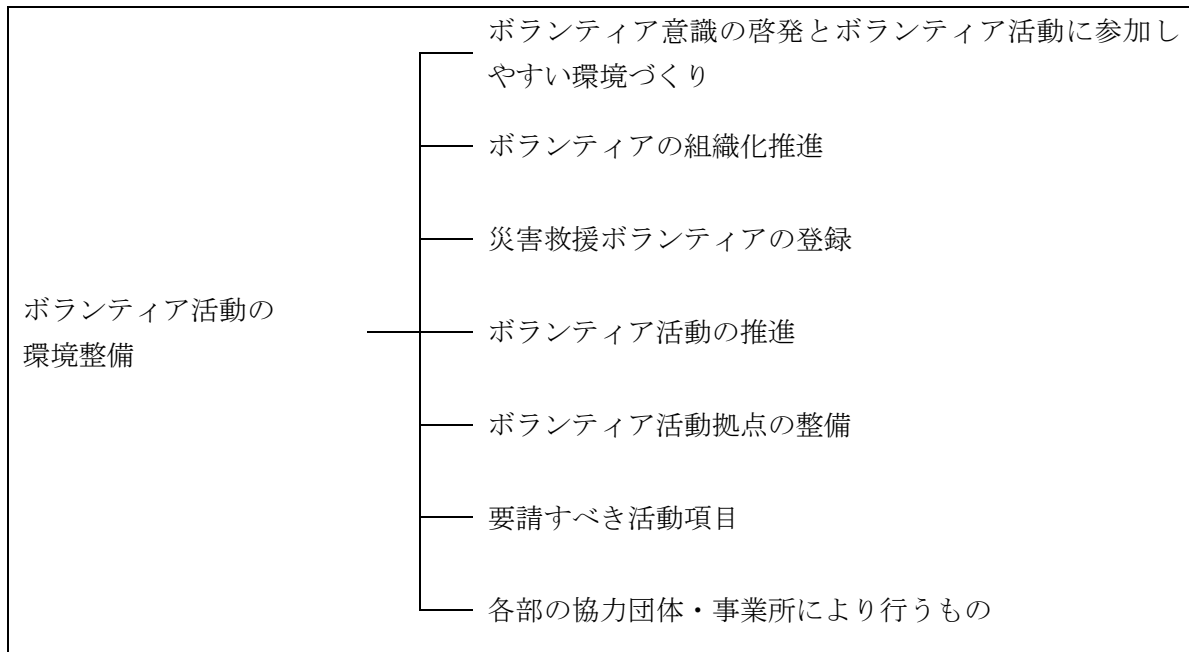 ボランティア意識の啓発とボランティア活動に参加し
やすい環境づくり
ボランティアの組織化推進
災害救援ボランティアの登録
ボランティア活動の
環境整備
ボランティア活動の推進
ボランティア活動拠点の整備
要請すべき活動項目
各部の協力団体・事業所により行うもの